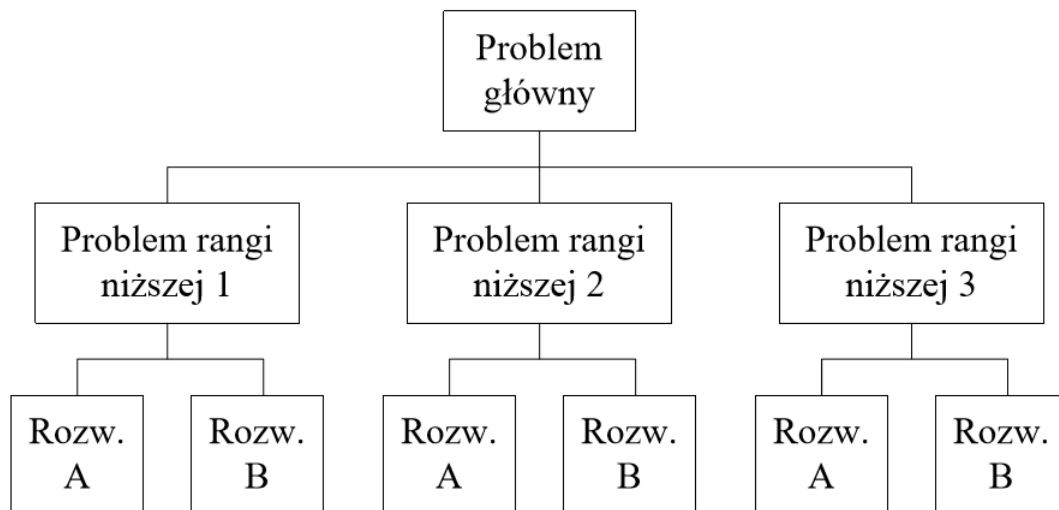 Problem
główny
Problem rangi
niższej 1
Problem rangi
niższej 2
Problem rangi
niższej 3
Rozw.
A
Rozw.
B
Rozw.
A
Rozw.
B
Rozw.
A
Rozw.
B